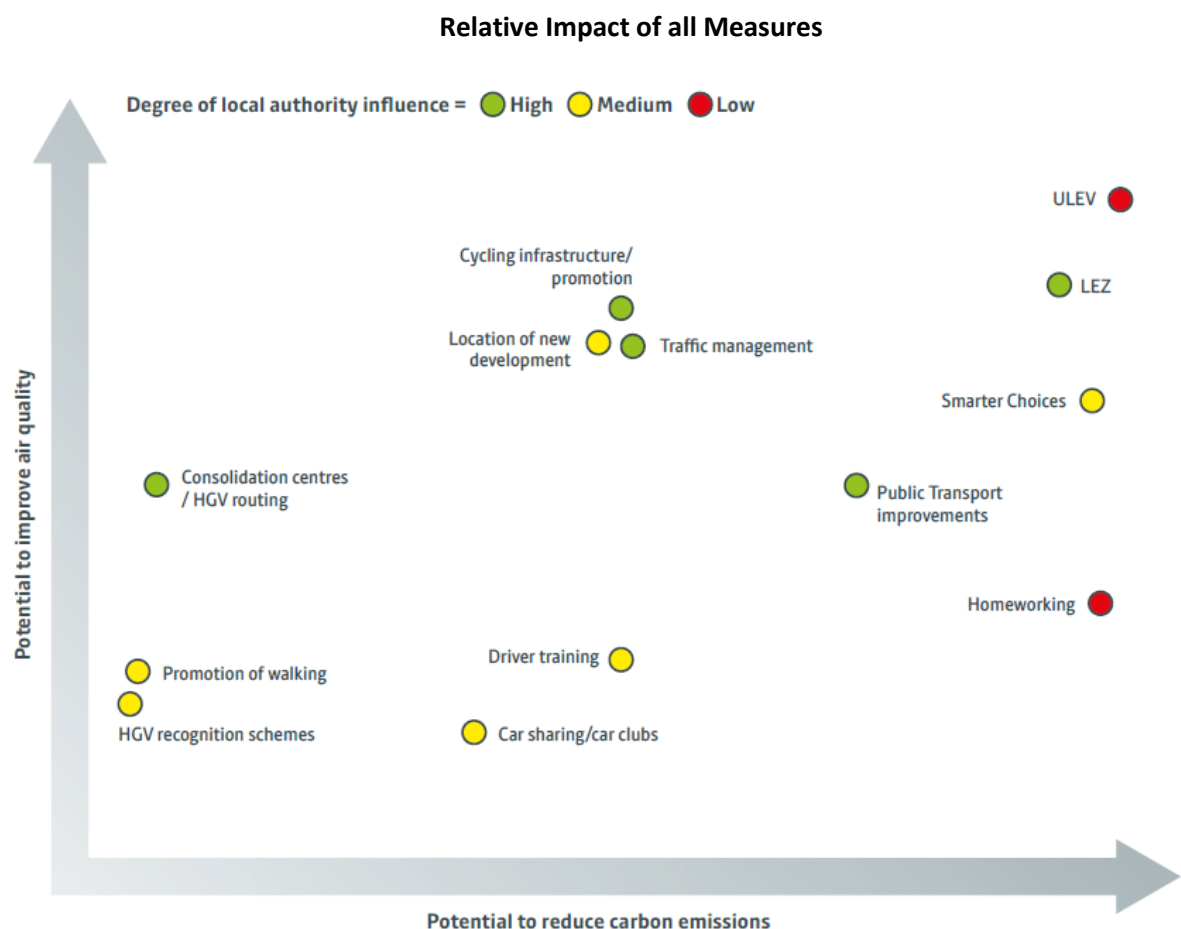 Relative Impact of all Measures
Degree of local authority influence = High Medium Low
ULEV
Cycling infrastructure/
promotion
LEZ
Location of new
development
Traffic management
Smarter Choices
Consolidation centres
/ HGV routing
Public Transport
improvements
Homeworking
Driver training
Promotion of walking
HGV recognition schemes
Car sharing/car clubs
Potential to improve air quality
Potential to reduce carbon emissions